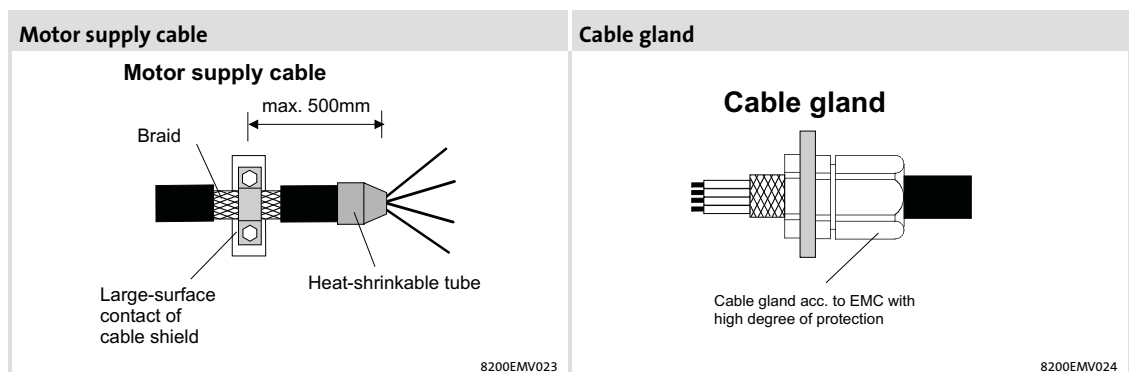 Motor supply cable
Motor supply cable
max. 500mm
Braid
Heat-shrinkable tube
Large-surface
contact of
cable shield
8200EMV023
Cable gland
Cable gland
Cable gland acc. to EMC with
high degree of protection
8200EMV024